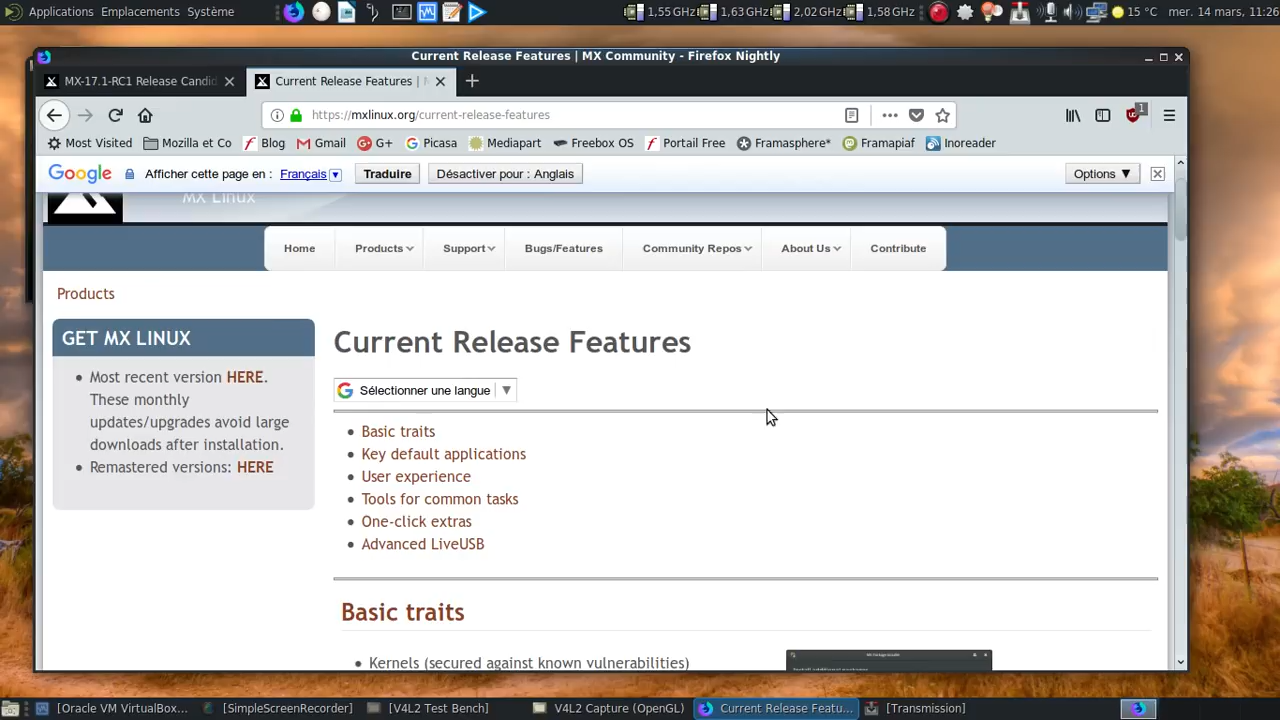 Applications Emplacements Système 1,55 GHz 1,63 GHz 2,02 GHz 1,58 GHz 15 °C mer. 14 mars, 11:26
Current Release Features | MX Community - Firefox Nightly
MX-17.1-RC1 Release Candid Current Release Features |
https://mxlinux.org/current-release-features 1
Most Visited Mozilla et Co Blog Gmail G+ Picasa Mediapart Freebox OS Portail Free Framasphere* Framapiaf Inoreader
Google Afficher cette page en : Français Traduire Désactiver pour : Anglais Options ▼
MX Linux
Home Products Support Bugs/Features Community Repos About Us Contribute
Products
GET MX LINUX
• Most recent version HERE.
These monthly
updates/upgrades avoid large
downloads after installation.
• Remastered versions: HERE
Current Release Features
Sélectionner une langue ▼
• Basic traits
• Key default applications
• User experience
• Tools for common tasks
• One-click extras
• Advanced LiveUSB
Basic traits
• Kernels (secured against known vulnerabilities)
[Oracle VM VirtualBox... [SimpleScreenRecorder] [V4L2 Test Bench] V4L2 Capture (OpenGL) Current Release Featu... [Transmission]